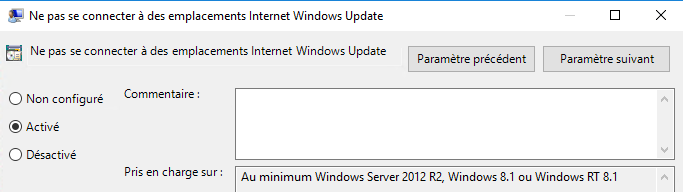 Ne pas se connecter à des emplacements Internet Windows Update
Ne pas se connecter à des emplacements Internet Windows Update
Paramètre précédent
Paramètre suivant
Non configuré
Commentaire :
Activé
Désactivé
Pris en charge sur :
Au minimum Windows Server 2012 R2, Windows 8.1 ou Windows RT 8.1